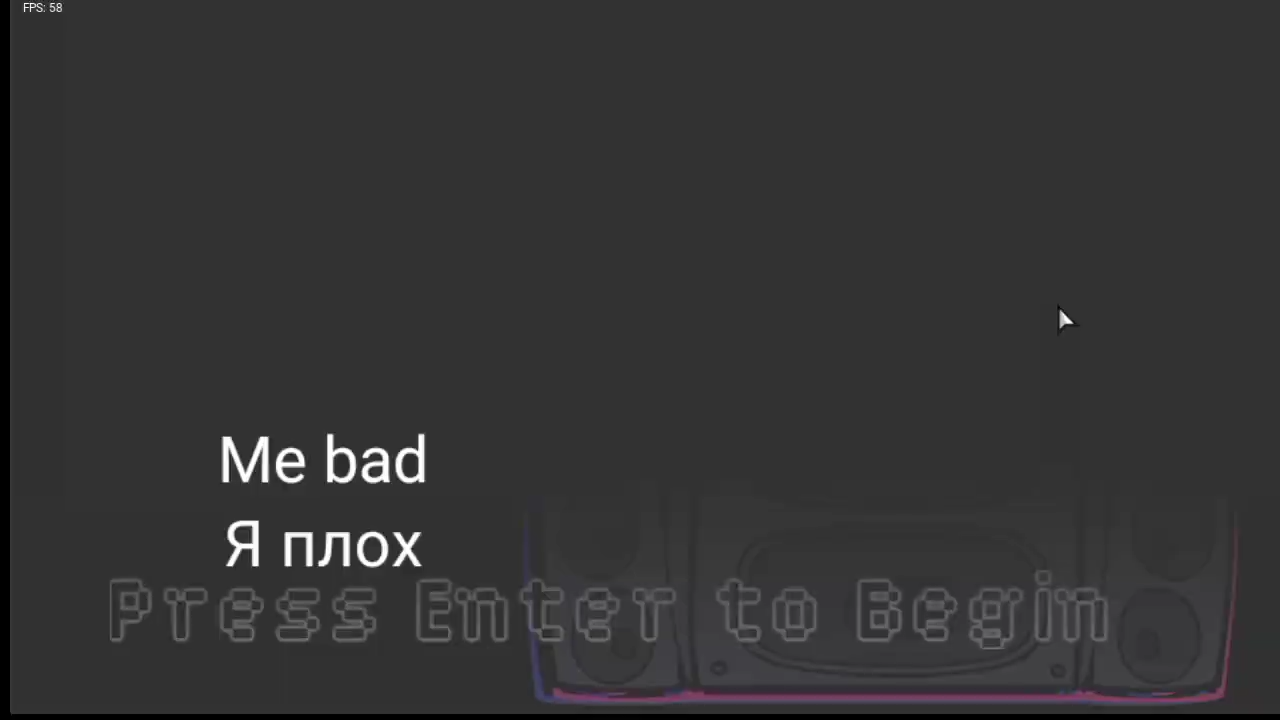 FPS: 58
Me bad
Я плох
Press Enter to Begin